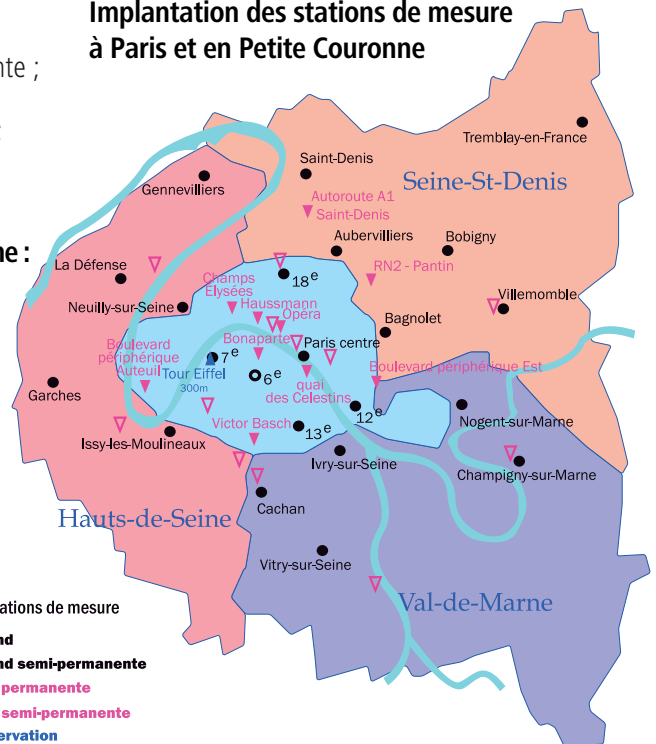 Implantation des stations de mesure
à Paris et en Petite Couronne
nte ;
ne :
Tremblay-en-France
Saint-Denis
Seine-St-Denis
Gennevilliers
Autoroute A1
Saint-Denis
Aubervilliers
Bobigny
La Défense
RN2 - Pantin
Champs
Elysées
18e
Villemomble
Neuilly-sur-Seine
Haussmann
Opéra
Bagnolet
Boulevard
périphérique
Auteuil
Bonaparte
Paris centre
7e
Tour Eiffel
300m
6e
Boulevard périphérique Est
quai
des Celestins
Garches
12e
Nogent-sur-Marne
Victor Basch
13e
Issy-les-Moulineaux
Ivry-sur-Seine
Champigny-sur-Marne
Cachan
Hauts-de-Seine
Vitry-sur-Seine
Val-de-Marne
ations de mesure
nd
nd semi-permanente
permanente
semi-permanente
ervation